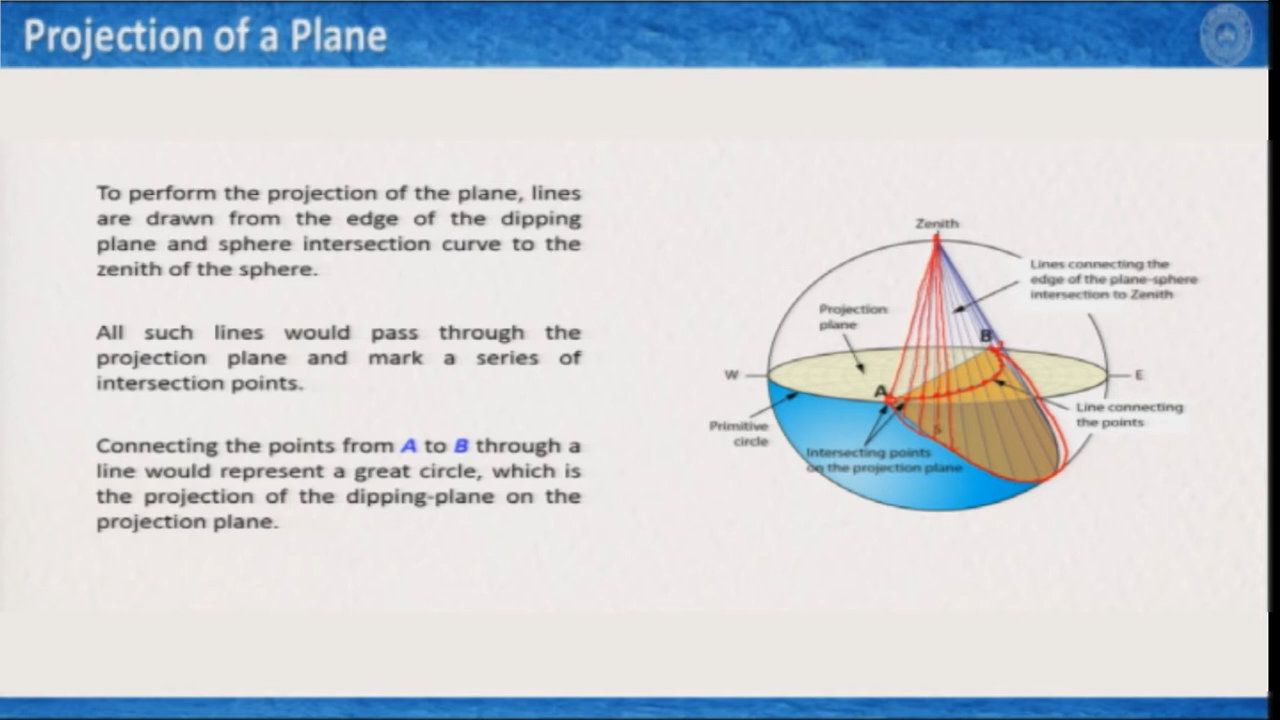 Projection of a Plane
To perform the projection of the plane, lines
are drawn from the edge of the dipping
plane and sphere intersection curve to the
zenith of the sphere.
All such lines would pass through the
projection plane and mark a series of
intersection points.
Connecting the points from A to B through a
line would represent a great circle, which is
the projection of the dipping-plane on the
projection plane.
Zenith
Lines connecting the
edge of the plane-sphere
intersection to Zenith
Projection
plane
B
W
E
A
Line connecting
the points
Primitive
circle
S
Intersecting points
on the projection plane